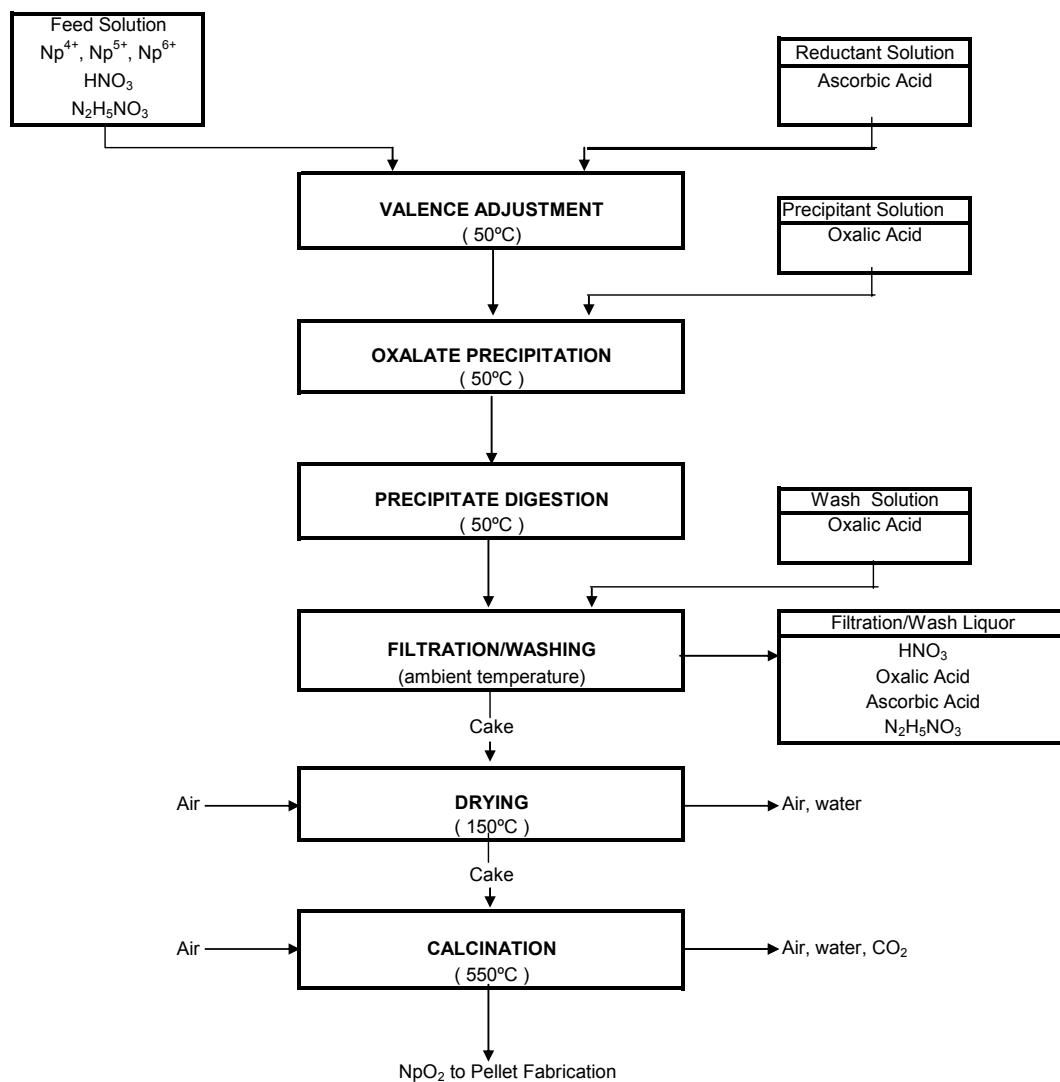 Feed Solution
Np⁴⁺, Np⁵⁺, Np⁶⁺
HNO₃
N₂H₅NO₃
Reductant Solution
Ascorbic Acid
VALENCE ADJUSTMENT
( 50ºC)
Precipitant Solution
Oxalic Acid
OXALATE PRECIPITATION
( 50ºC )
PRECIPITATE DIGESTION
( 50ºC )
Wash Solution
Oxalic Acid
FILTRATION/WASHING
(ambient temperature)
Filtration/Wash Liquor
HNO₃
Oxalic Acid
Ascorbic Acid
N₂H₅NO₃
Cake
Air
DRYING
( 150ºC )
Air, water
Cake
Air
CALCINATION
( 550ºC )
Air, water, CO₂
NpO₂ to Pellet Fabrication